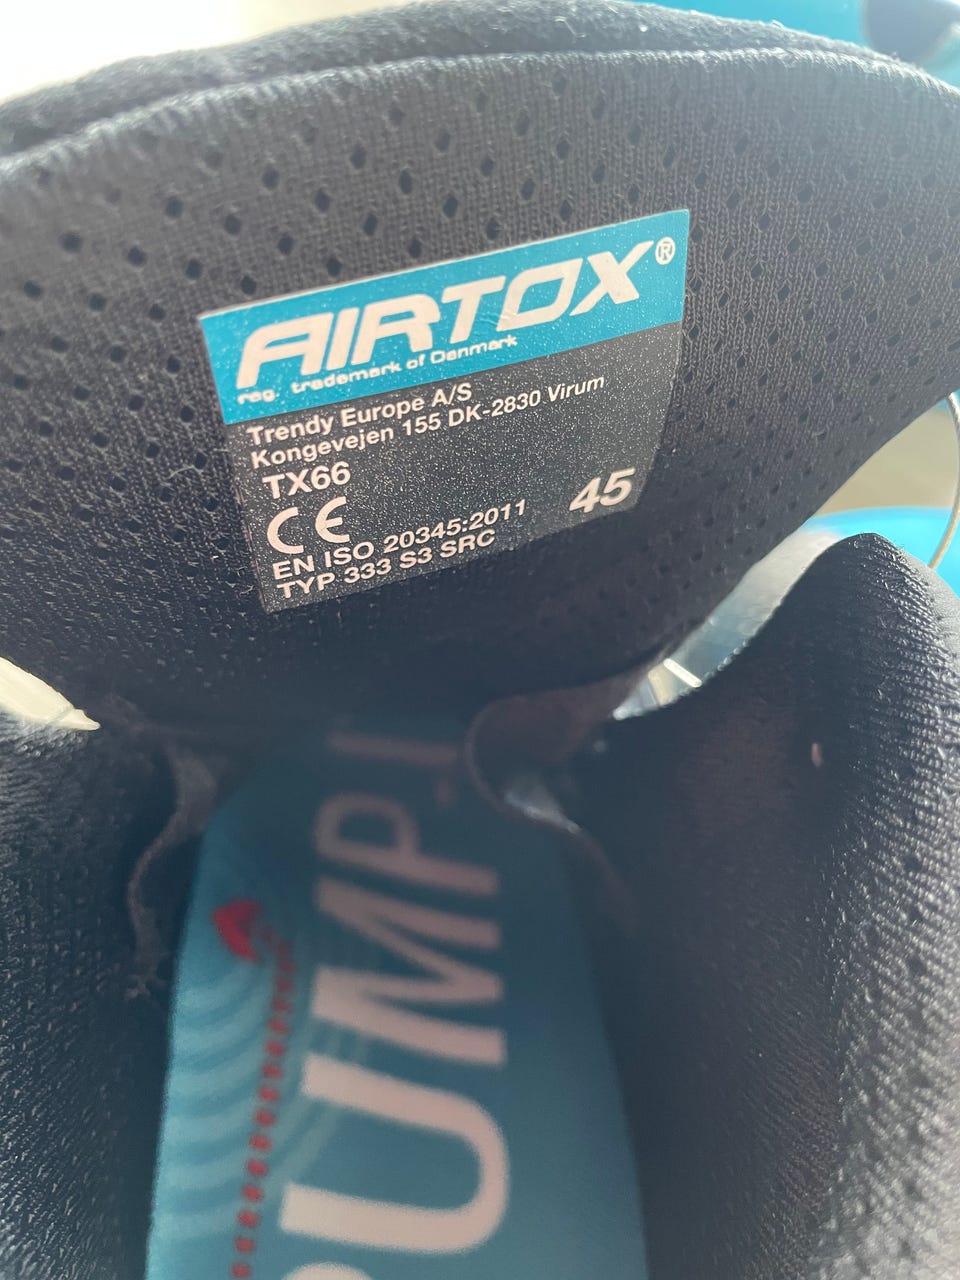 AIRTOX®
reg. trademark of Denmark
Trendy Europe A/S
Kongevejen 155 DK-2830 Virum
TX66
CE 45
EN ISO 20345:2011
TYP 333 S3 SRC
UMP